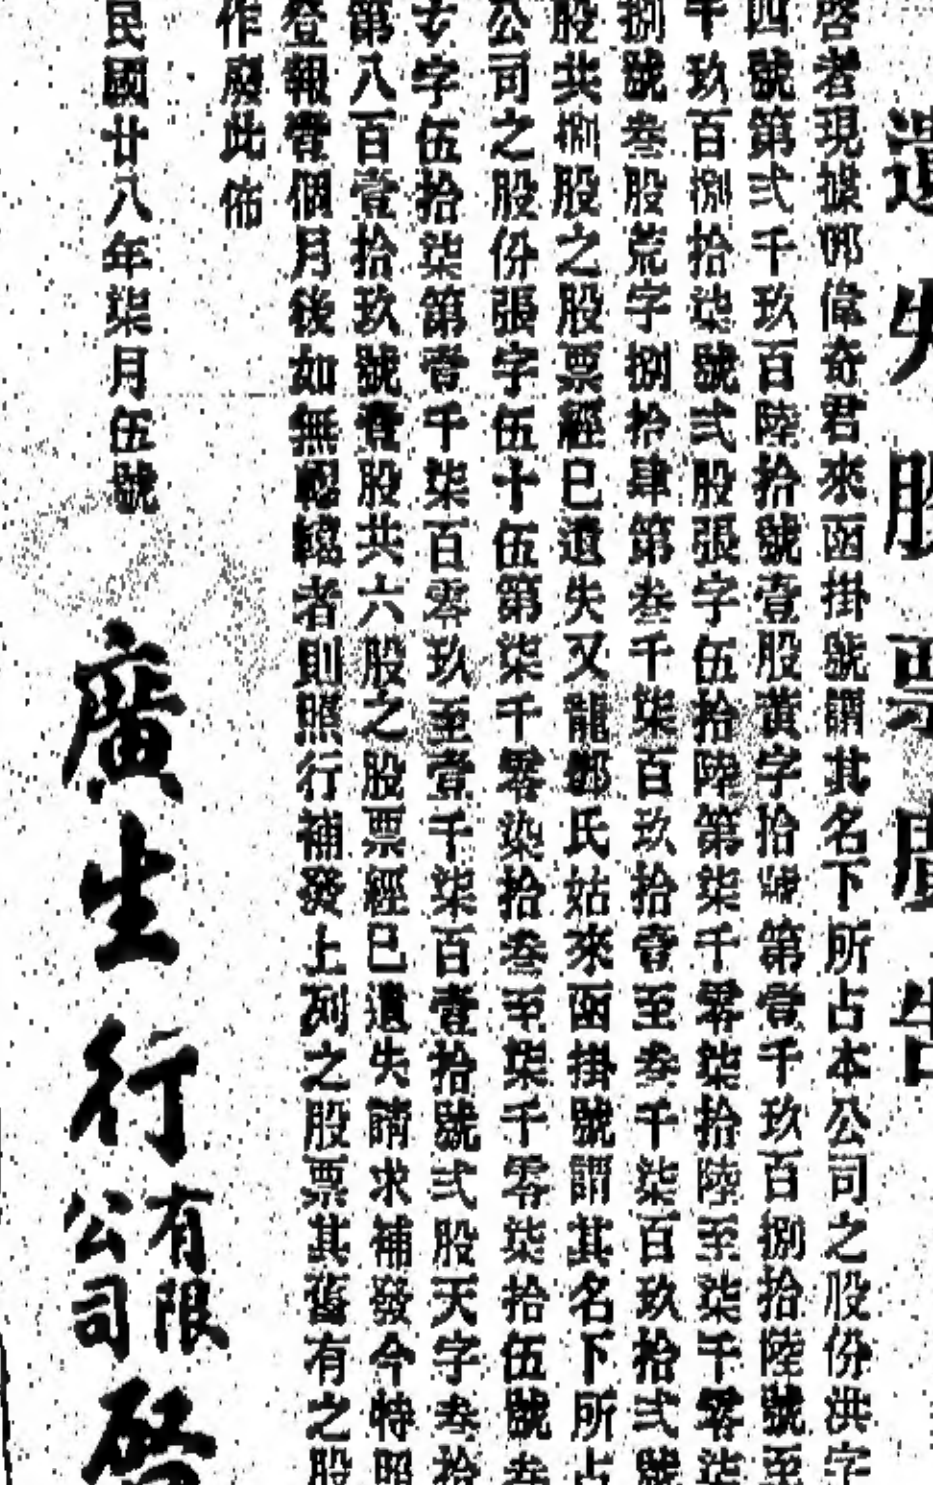 遺失股票廣告
啓者現據鄭偉奇君來函掛號謂其名下所占本公司之股份洪字
四號第弍千玖百陸拾號壹股黃字拾號第壹千玖百捌拾陸號至
千玖百捌拾柒號弍股張字伍拾陸第柒千零柒拾陸至柒千零柒
捌號叁股荒字捌拾肆第叁千柒百玖拾壹至叁千柒百玖拾弍號
股共捌股之股票經已遺失又龍鄧氏姑來函掛號謂其名下所占
公司之股份張字伍十伍第柒千零柒拾叁至柒千零柒拾伍號叁
玄字伍拾柒第壹千柒百零玖至壹千柒百壹拾號弍股天字叁拾
第八百壹拾玖號壹股共六股之股票經已遺失請求補發今特照
登報壹個月後如無轇轕者則照行補發上列之股票其舊有之股
作廢此佈
民國廿八年柒月伍號
廣生行有限公司啓